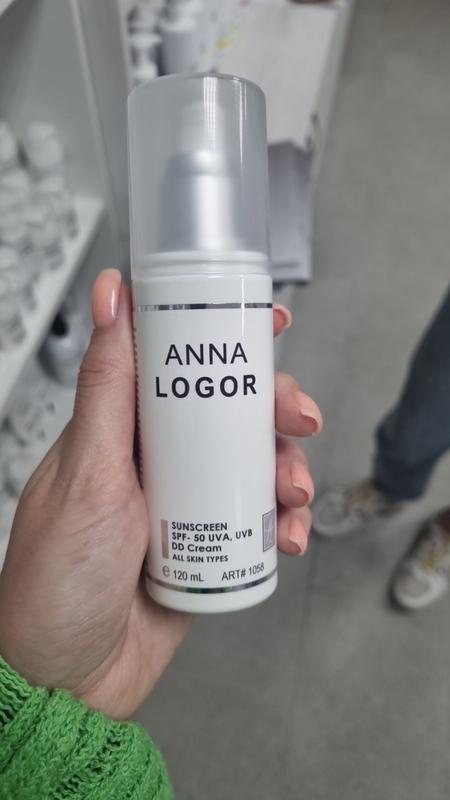 ANNA
LOGOR
SUNSCREEN
SPF- 50 UVA, UVB
DD Cream
ALL SKIN TYPES
℮ 120 mL ART# 1058